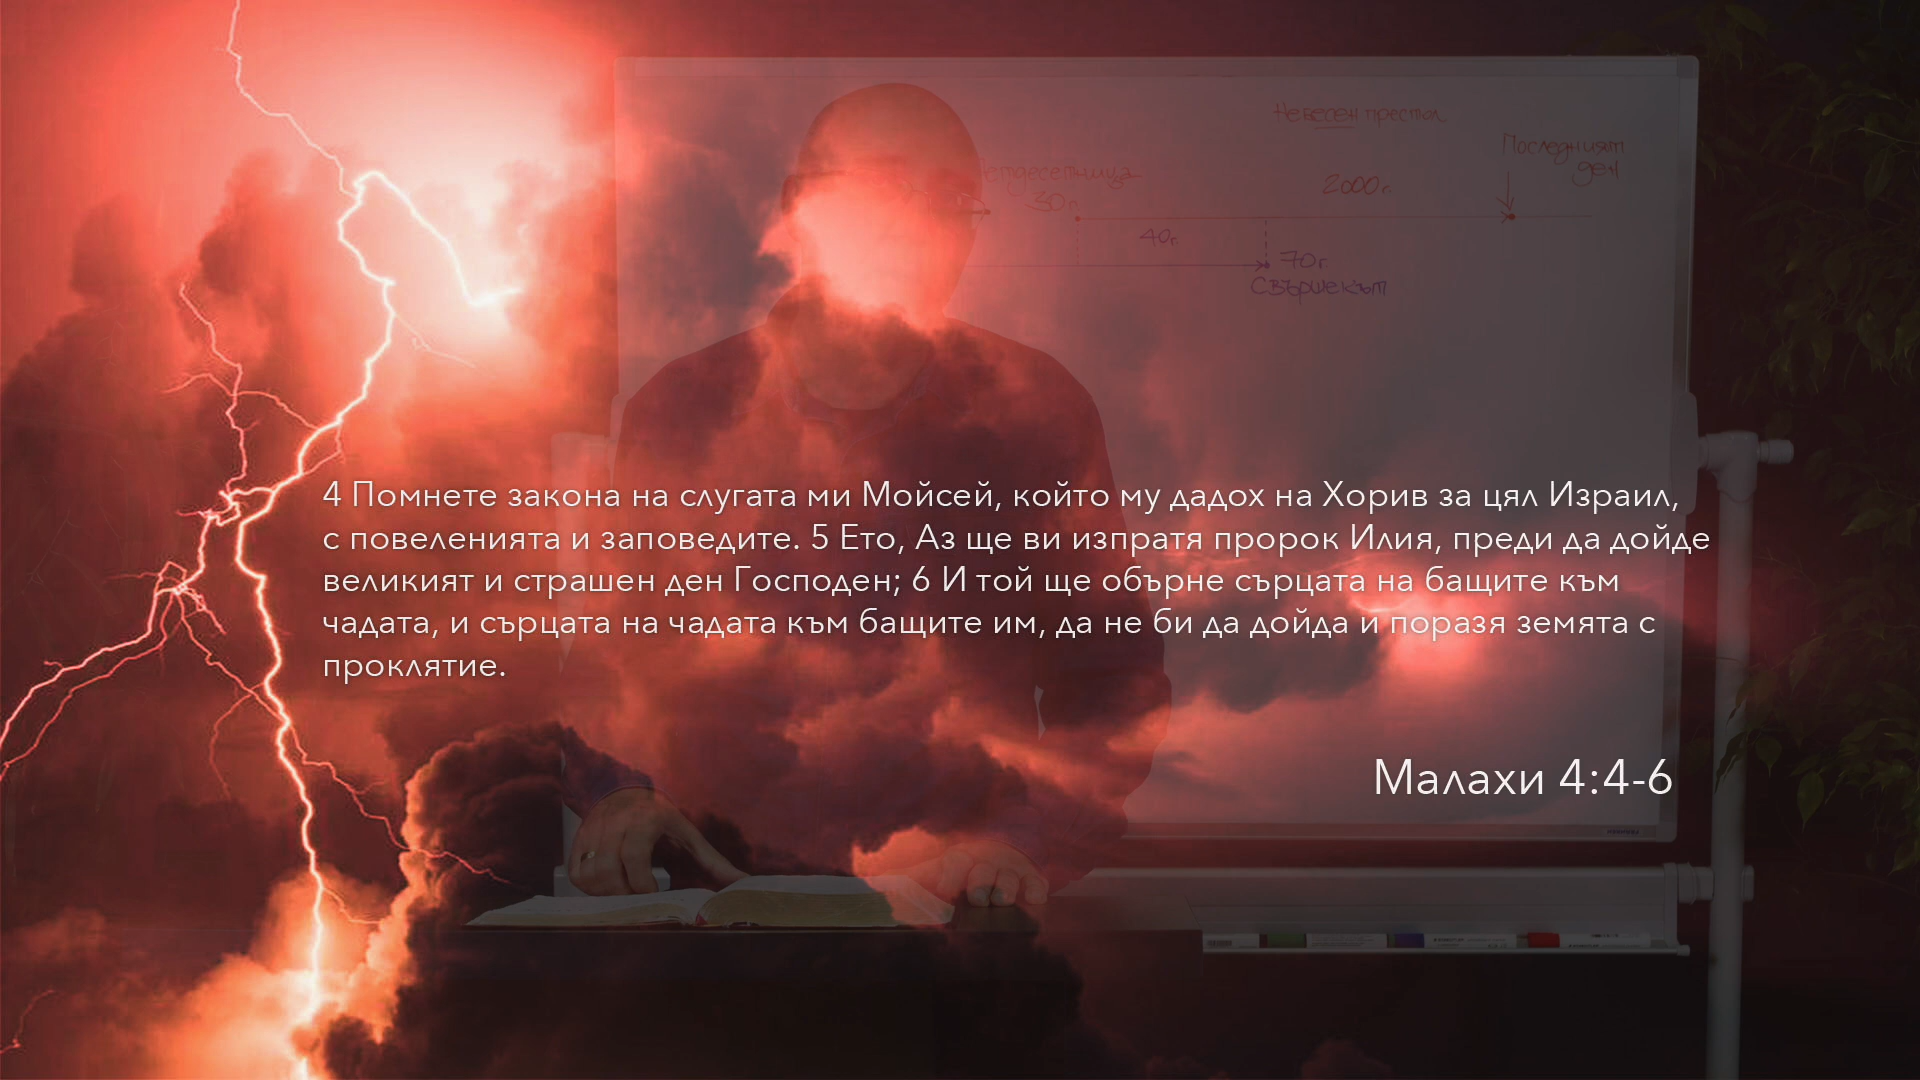 Небесен престол
Последният
ден
Петдесетница
2000г.
30г.
40г.
70г.
Свършекът
4 Помнете закона на слугата ми Мойсей, който му дадох на Хорив за цял Израил,
с повеленията и заповедите. 5 Ето, Аз ще ви изпратя пророк Илия, преди да дойде
великият и страшен ден Господен; 6 И той ще обърне сърцата на бащите към
чадата, и сърцата на чадата към бащите им, да не би да дойда и поразя земята с
проклятие.
Малахи 4:4-6